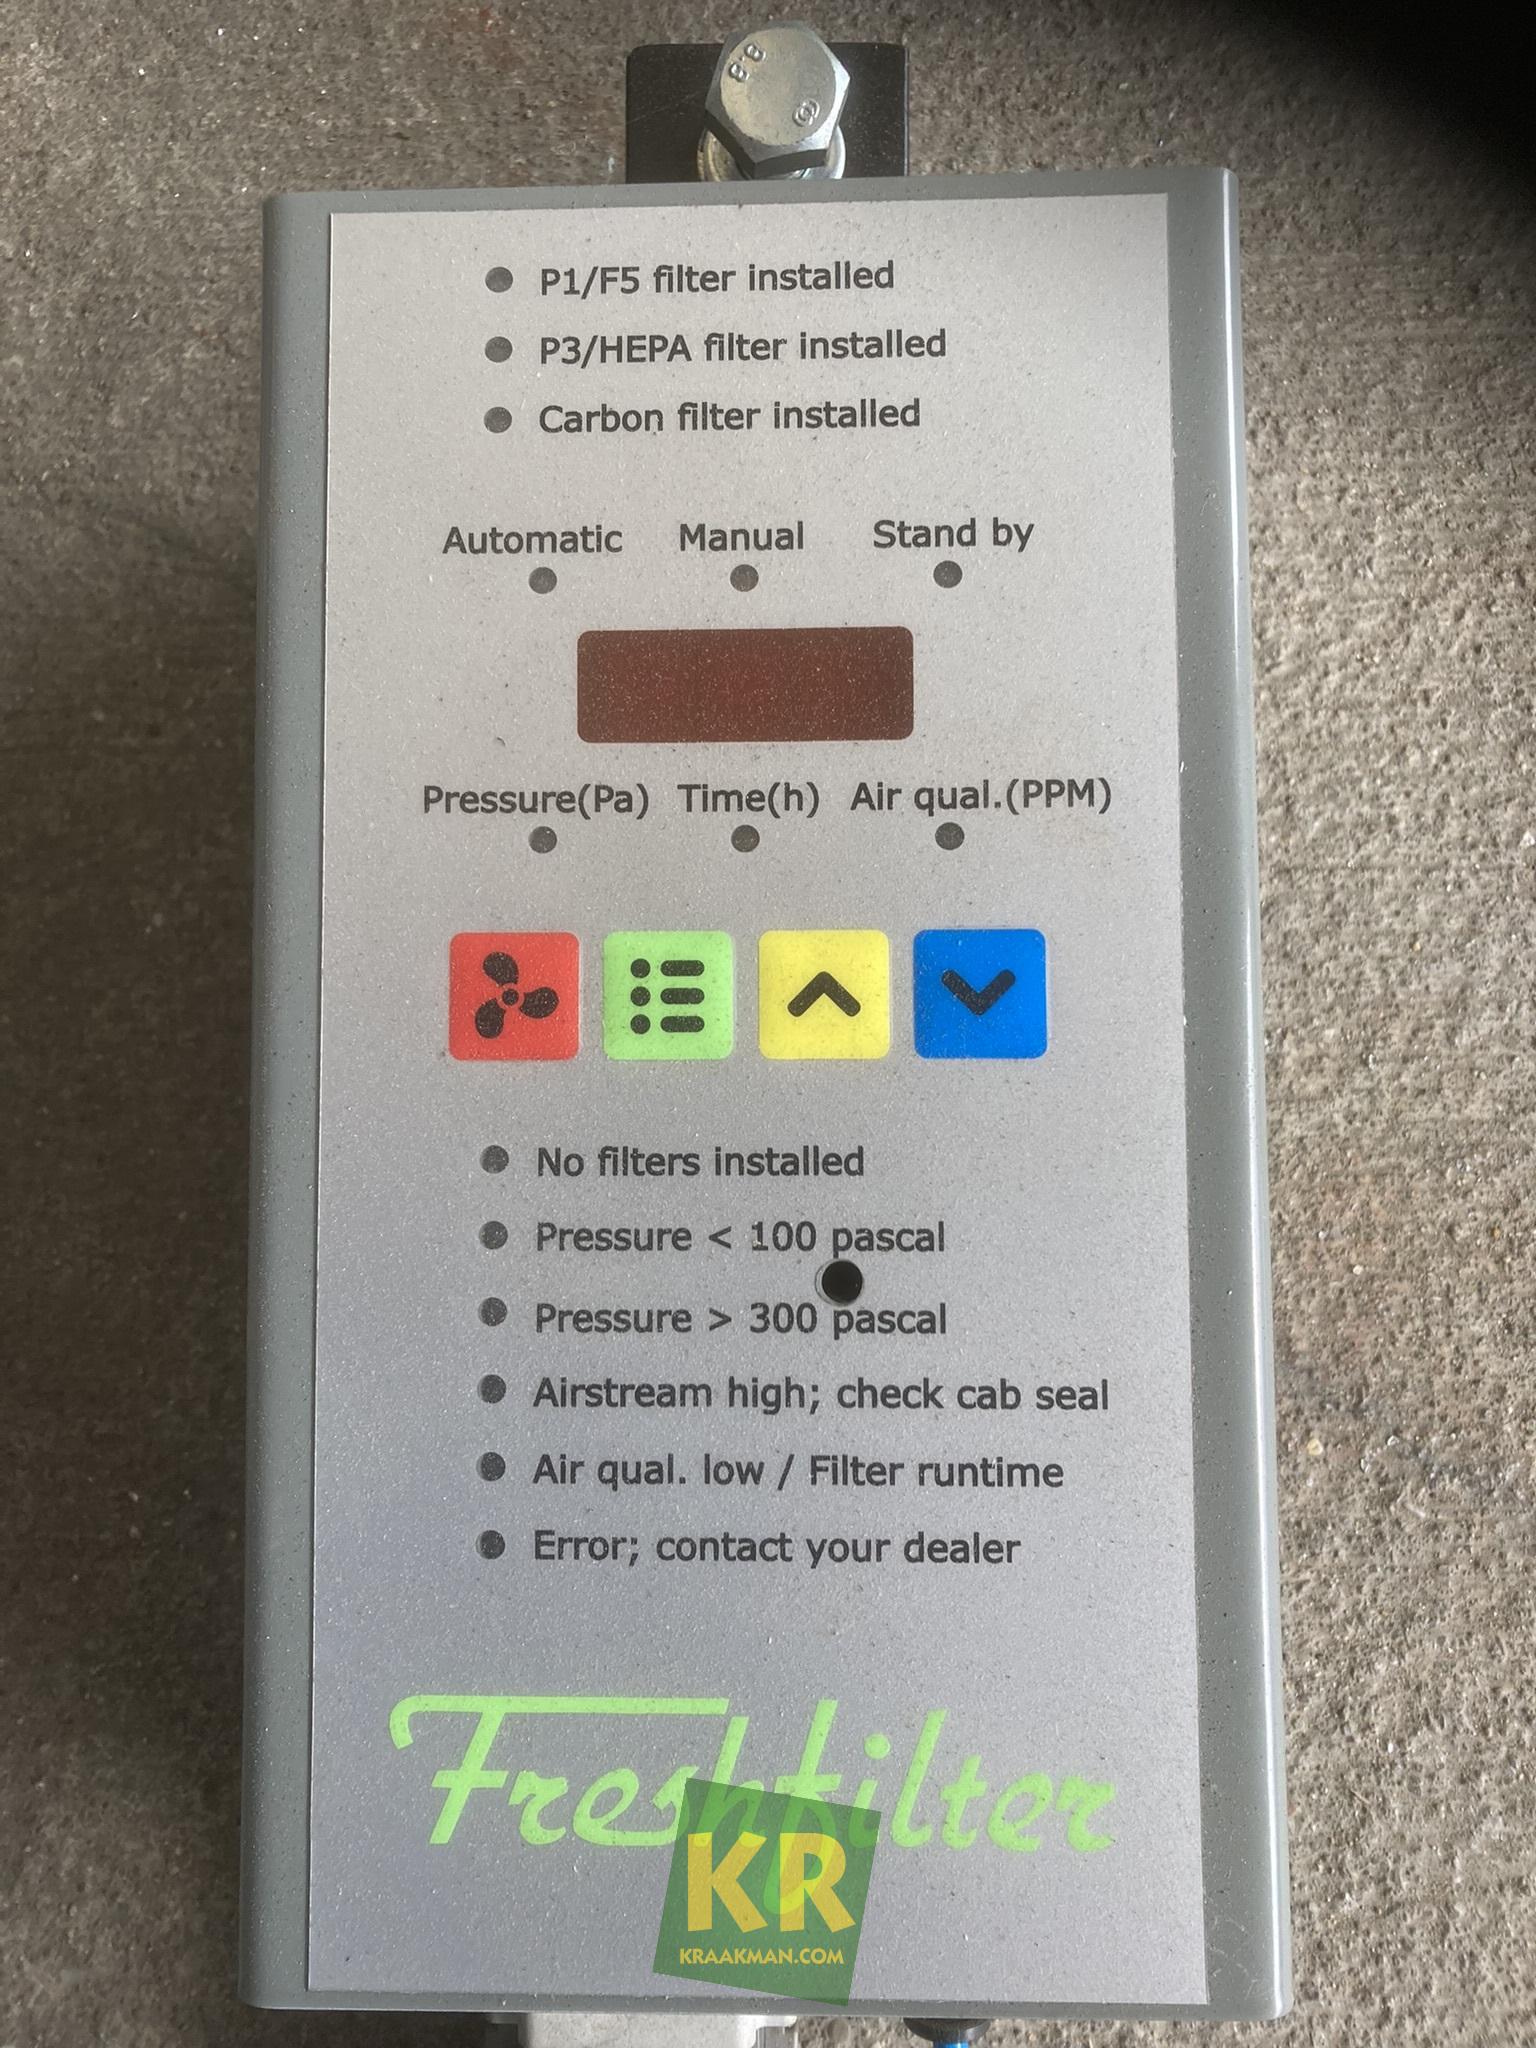 8.8
P1/F5 filter installed
P3/HEPA filter installed
Carbon filter installed
Automatic Manual Stand by
Pressure(Pa) Time(h) Air qual.(PPM)
No filters installed
Pressure < 100 pascal
Pressure > 300 pascal
Airstream high; check cab seal
Air qual. low / Filter runtime
Error; contact your dealer
Freshfilter
KR
KRAAKMAN.COM